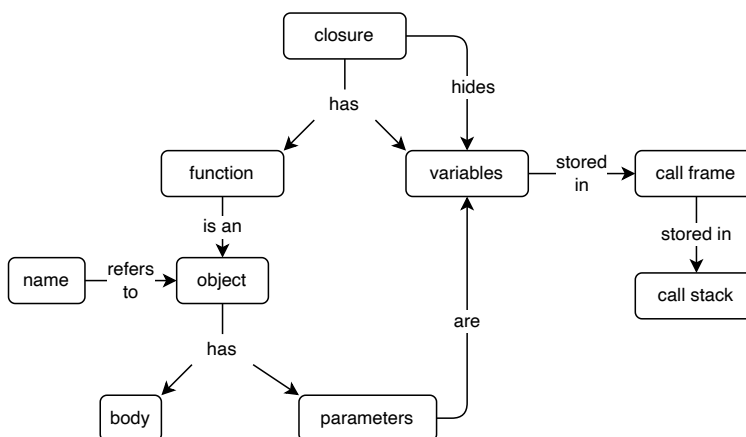 closure
hides
has
function
variables
stored
in
call frame
is an
stored in
name
refers
to
object
call stack
has
are
body
parameters